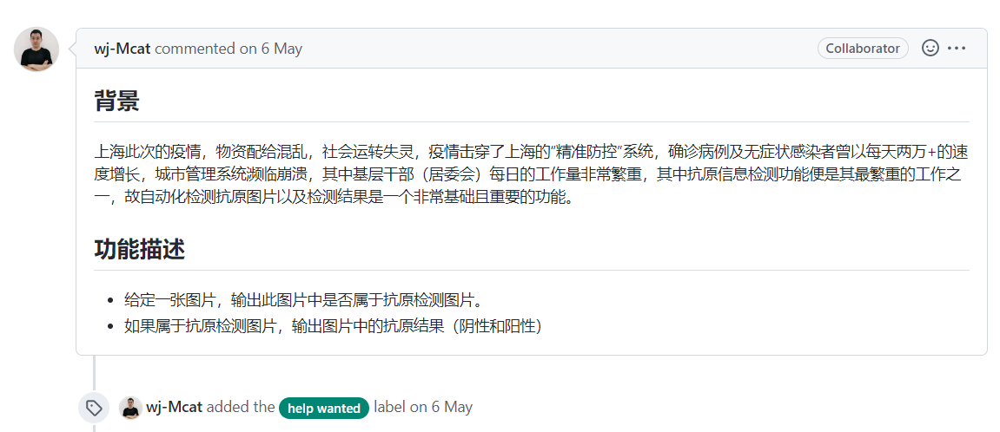 wj-Mcat commented on 6 May Collaborator
背景
上海此次的疫情，物资配给混乱，社会运转失灵，疫情击穿了上海的“精准防控”系统，确诊病例及无症状感染者曾以每天两万+的速
度增长，城市管理系统濒临崩溃，其中基层干部（居委会）每日的工作量非常繁重，其中抗原信息检测功能便是其最繁重的工作之
一，故自动化检测抗原图片以及检测结果是一个非常基础且重要的功能。
功能描述
• 给定一张图片，输出此图片中是否属于抗原检测图片。
• 如果属于抗原检测图片，输出图片中的抗原结果（阴性和阳性）
wj-Mcat added the help wanted label on 6 May